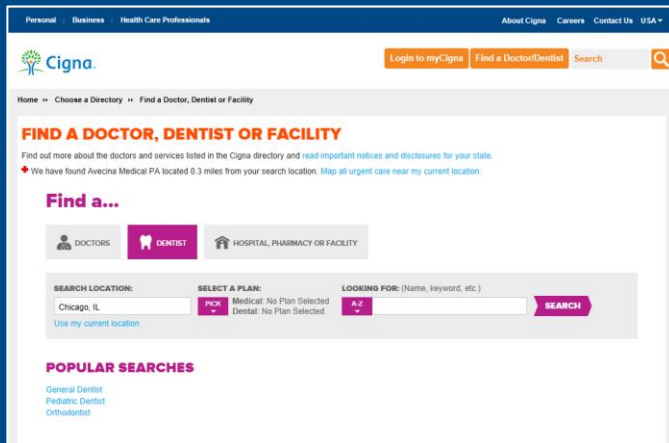 Personal | Business | Health Care Professionals
About Cigna Careers Contact Us USA
Cigna.
Login to myCigna Find a Doctor/Dentist Search
Home » Choose a Directory » Find a Doctor, Dentist or Facility
FIND A DOCTOR, DENTIST OR FACILITY
Find out more about the doctors and services listed in the Cigna directory and read important notices and disclosures for your state.
We have found Avecina Medical PA located 0.3 miles from your search location. Map all urgent care near my current location.
Find a...
DOCTORS DENTIST HOSPITAL, PHARMACY OR FACILITY
SEARCH LOCATION: SELECT A PLAN: LOOKING FOR: (Name, keyword, etc.)
Chicago, IL PICK Medical: No Plan Selected A-Z SEARCH
Dental: No Plan Selected
Use my current location
POPULAR SEARCHES
General Dentist
Pediatric Dentist
Orthodontist